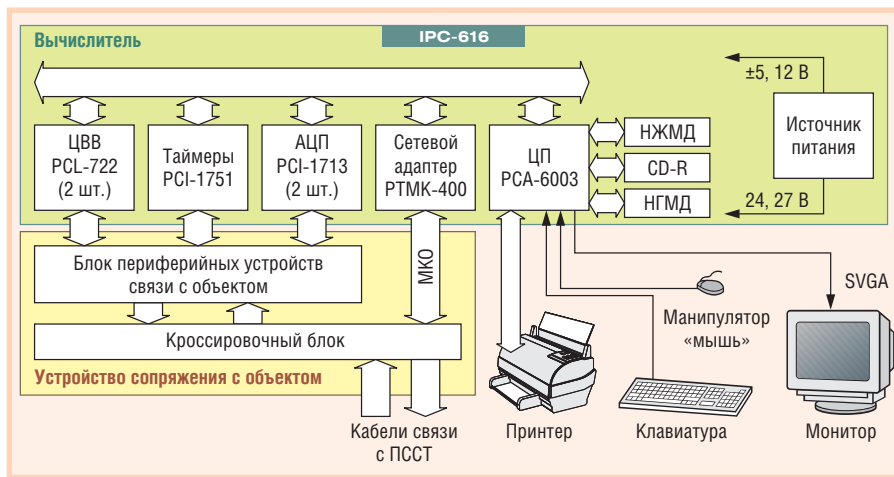 Вычислитель
IPC-616
±5, 12 В
ЦВВ
PCL-722
(2 шт.)
Таймеры
PCI-1751
АЦП
PCI-1713
(2 шт.)
Сетевой
адаптер
РТМК-400
ЦП
PCA-6003
НЖМД
CD-R
НГМД
Источник
питания
24, 27 В
Блок периферийных устройств
связи с объектом
МКО
Кроссировочный блок
Устройство сопряжения с объектом
SVGA
Манипулятор
«мышь»
Кабели связи
с ПССТ
Принтер
Клавиатура
Монитор